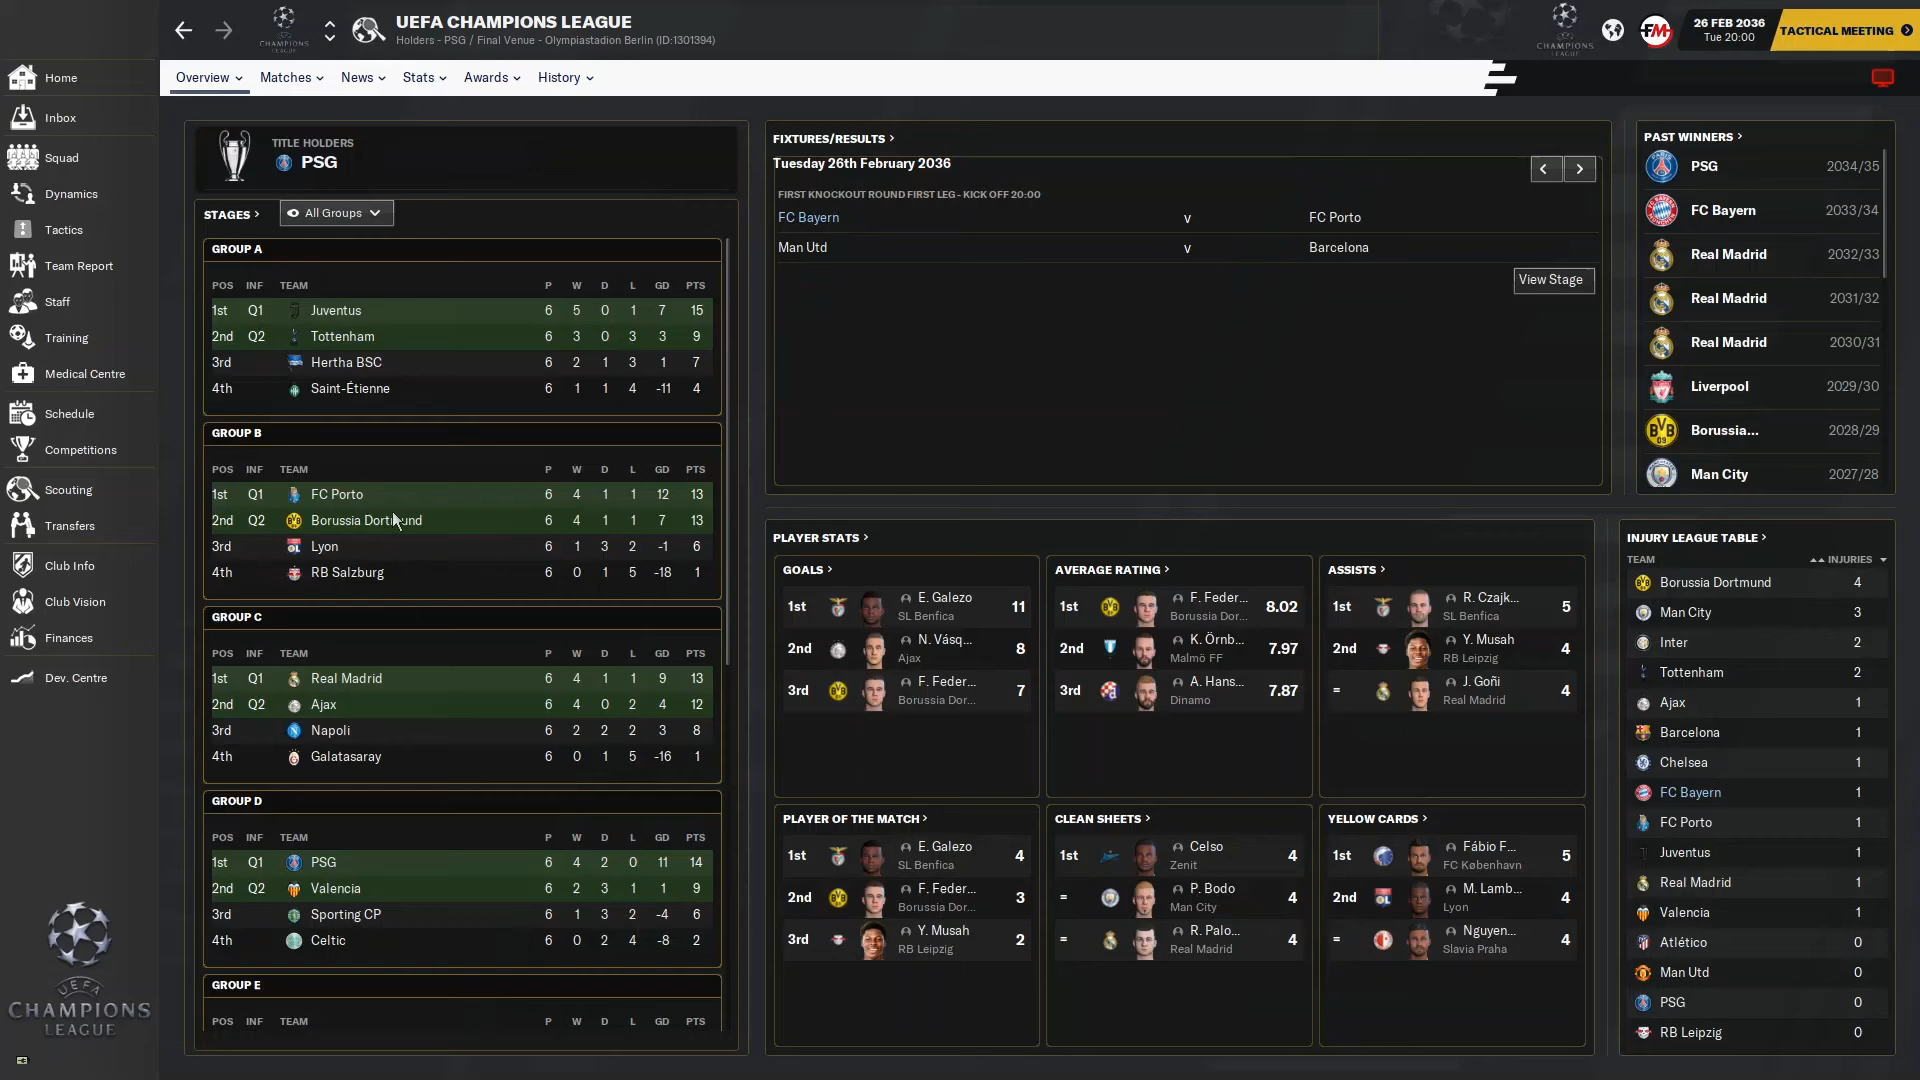 UEFA CHAMPIONS LEAGUE
Holders - PSG / Final Venue - Olympiastadion Berlin (ID:1301394)
CHAMPIONS
LEAGUE
CHAMPIONS
LEAGUE
FM
26 FEB 2036
Tue 20:00
TACTICAL MEETING
Overview
Matches
News
Stats
Awards
History
Home
Inbox
Squad
Dynamics
Tactics
Team Report
Staff
Training
Medical Centre
Schedule
Competitions
Scouting
Transfers
Club Info
Club Vision
Finances
Dev. Centre
UEFA
CHAMPIONS
LEAGUE
TITLE HOLDERS
PSG
STAGES >
All Groups
GROUP A
POS INF TEAM P W D L GD PTS
1st Q1 Juventus 6 5 0 1 7 15
2nd Q2 Tottenham 6 3 0 3 3 9
3rd Hertha BSC 6 2 1 3 1 7
4th Saint-Étienne 6 1 1 4 -11 4
GROUP B
POS INF TEAM P W D L GD PTS
1st Q1 FC Porto 6 4 1 1 12 13
2nd Q2 Borussia Dortmund 6 4 1 1 7 13
3rd Lyon 6 1 3 2 -1 6
4th RB Salzburg 6 0 1 5 -18 1
GROUP C
POS INF TEAM P W D L GD PTS
1st Q1 Real Madrid 6 4 1 1 9 13
2nd Q2 Ajax 6 4 0 2 4 12
3rd Napoli 6 2 2 2 3 8
4th Galatasaray 6 0 1 5 -16 1
GROUP D
POS INF TEAM P W D L GD PTS
1st Q1 PSG 6 4 2 0 11 14
2nd Q2 Valencia 6 2 3 1 1 9
3rd Sporting CP 6 1 3 2 -4 6
4th Celtic 6 0 2 4 -8 2
GROUP E
POS INF TEAM P W D L GD PTS
FIXTURES/RESULTS >
Tuesday 26th February 2036
FIRST KNOCKOUT ROUND FIRST LEG - KICK OFF 20:00
FC Bayern v FC Porto
Man Utd v Barcelona
View Stage
PAST WINNERS >
PSG 2034/35
FC Bayern 2033/34
Real Madrid 2032/33
Real Madrid 2031/32
Real Madrid 2030/31
Liverpool 2029/30
Borussia... 2028/29
Man City 2027/28
PLAYER STATS >
GOALS >
1st E. Galezo 11
SL Benfica
2nd N. Vásq... 8
Ajax
3rd F. Feder... 7
Borussia Dor...
AVERAGE RATING >
1st F. Feder... 8.02
Borussia Dor...
2nd K. Örnb... 7.97
Malmö FF
3rd A. Hans... 7.87
Dinamo
ASSISTS >
1st R. Czajk... 5
SL Benfica
2nd Y. Musah 4
RB Leipzig
= J. Goñi 4
Real Madrid
PLAYER OF THE MATCH >
1st E. Galezo 4
SL Benfica
2nd F. Feder... 3
Borussia Dor...
3rd Y. Musah 2
RB Leipzig
CLEAN SHEETS >
1st Celso 4
Zenit
= P. Bodo 4
Man City
= R. Palo... 4
Real Madrid
YELLOW CARDS >
1st Fábio F... 5
FC København
2nd M. Lamb... 4
Lyon
= Nguyen... 4
Slavia Praha
INJURY LEAGUE TABLE >
TEAM INJURIES
Borussia Dortmund 4
Man City 3
Inter 2
Tottenham 2
Ajax 1
Barcelona 1
Chelsea 1
FC Bayern 1
FC Porto 1
Juventus 1
Real Madrid 1
Valencia 1
Atlético 0
Man Utd 0
PSG 0
RB Leipzig 0